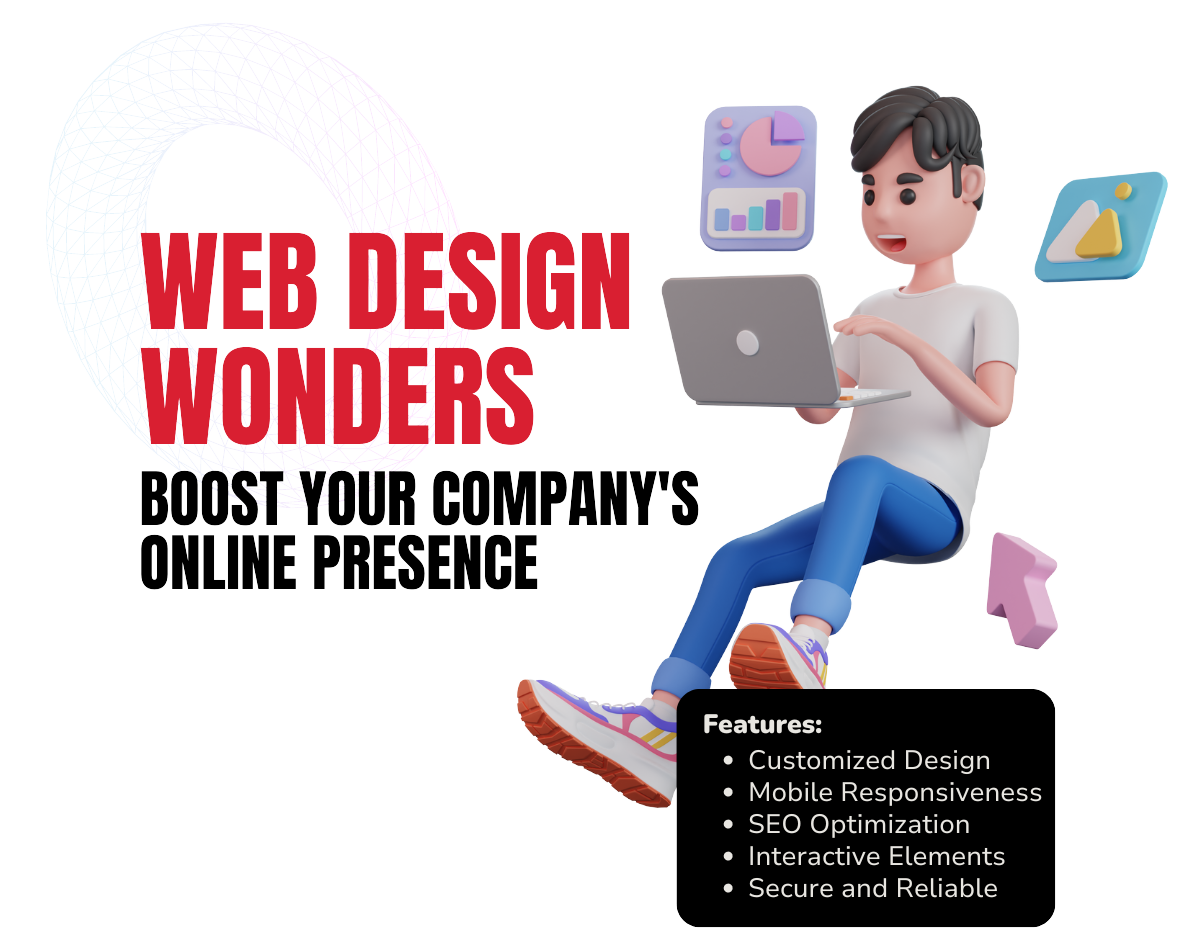 WEB DESIGN
WONDERS
BOOST YOUR COMPANY'S
ONLINE PRESENCE
Features:
• Customized Design
• Mobile Responsiveness
• SEO Optimization
• Interactive Elements
• Secure and Reliable